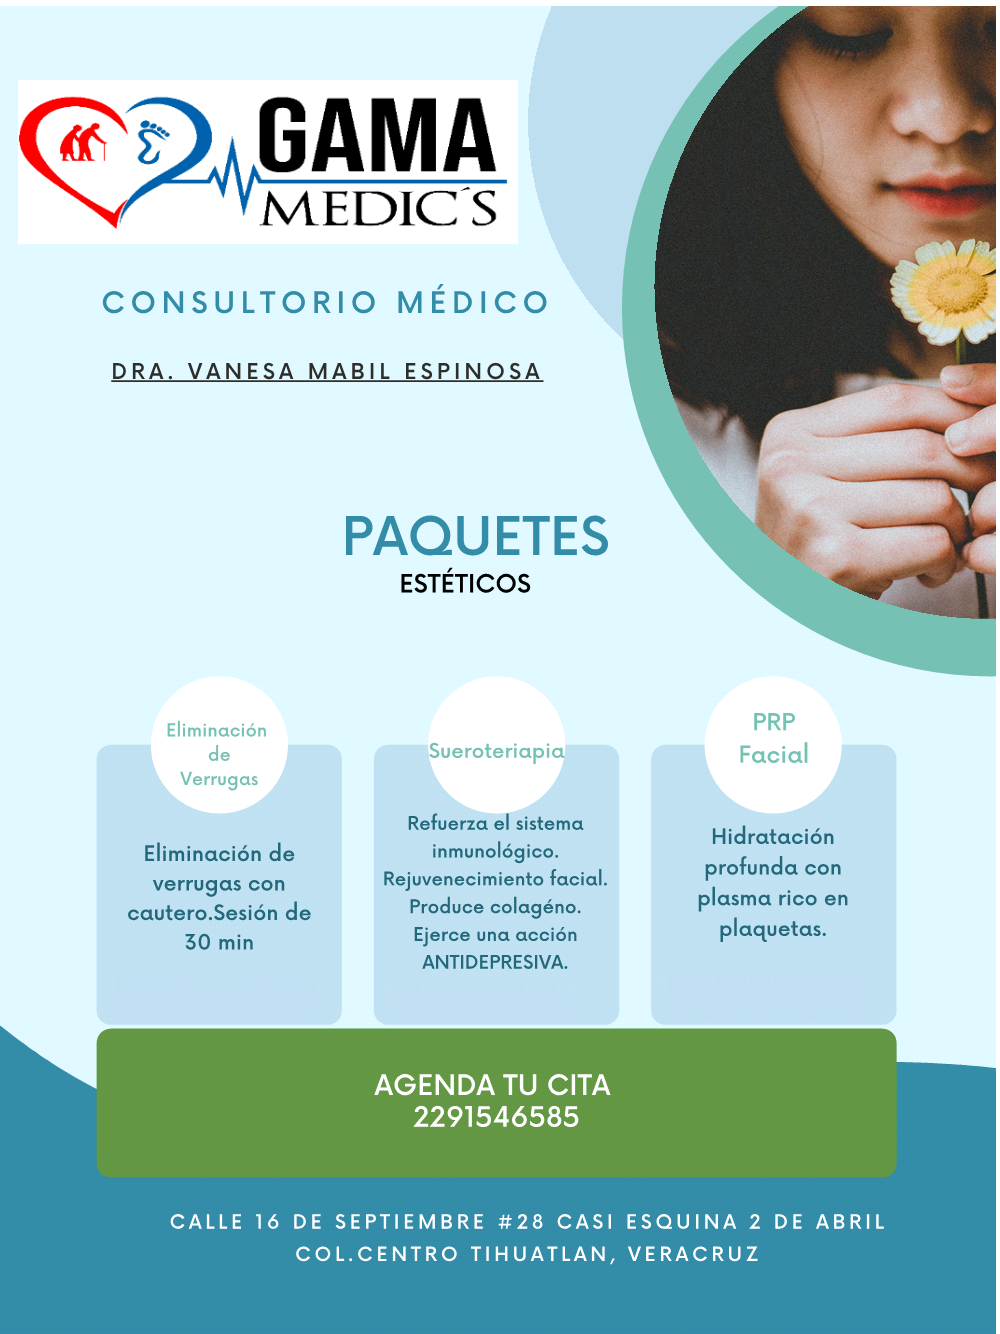 GAMA
MEDIC´S
CONSULTORIO MÉDICO
DRA. VANESA MABIL ESPINOSA
PAQUETES
ESTÉTICOS
Eliminación
de
Verrugas
Eliminación de
verrugas con
cautero.Sesión de
30 min
Sueroteriapia
Refuerza el sistema
inmunológico.
Rejuvenecimiento facial.
Produce colagéno.
Ejerce una acción
ANTIDEPRESIVA.
PRP
Facial
Hidratación
profunda con
plasma rico en
plaquetas.
AGENDA TU CITA
2291546585
CALLE 16 DE SEPTIEMBRE #28 CASI ESQUINA 2 DE ABRIL
COL.CENTRO TIHUATLAN, VERACRUZ